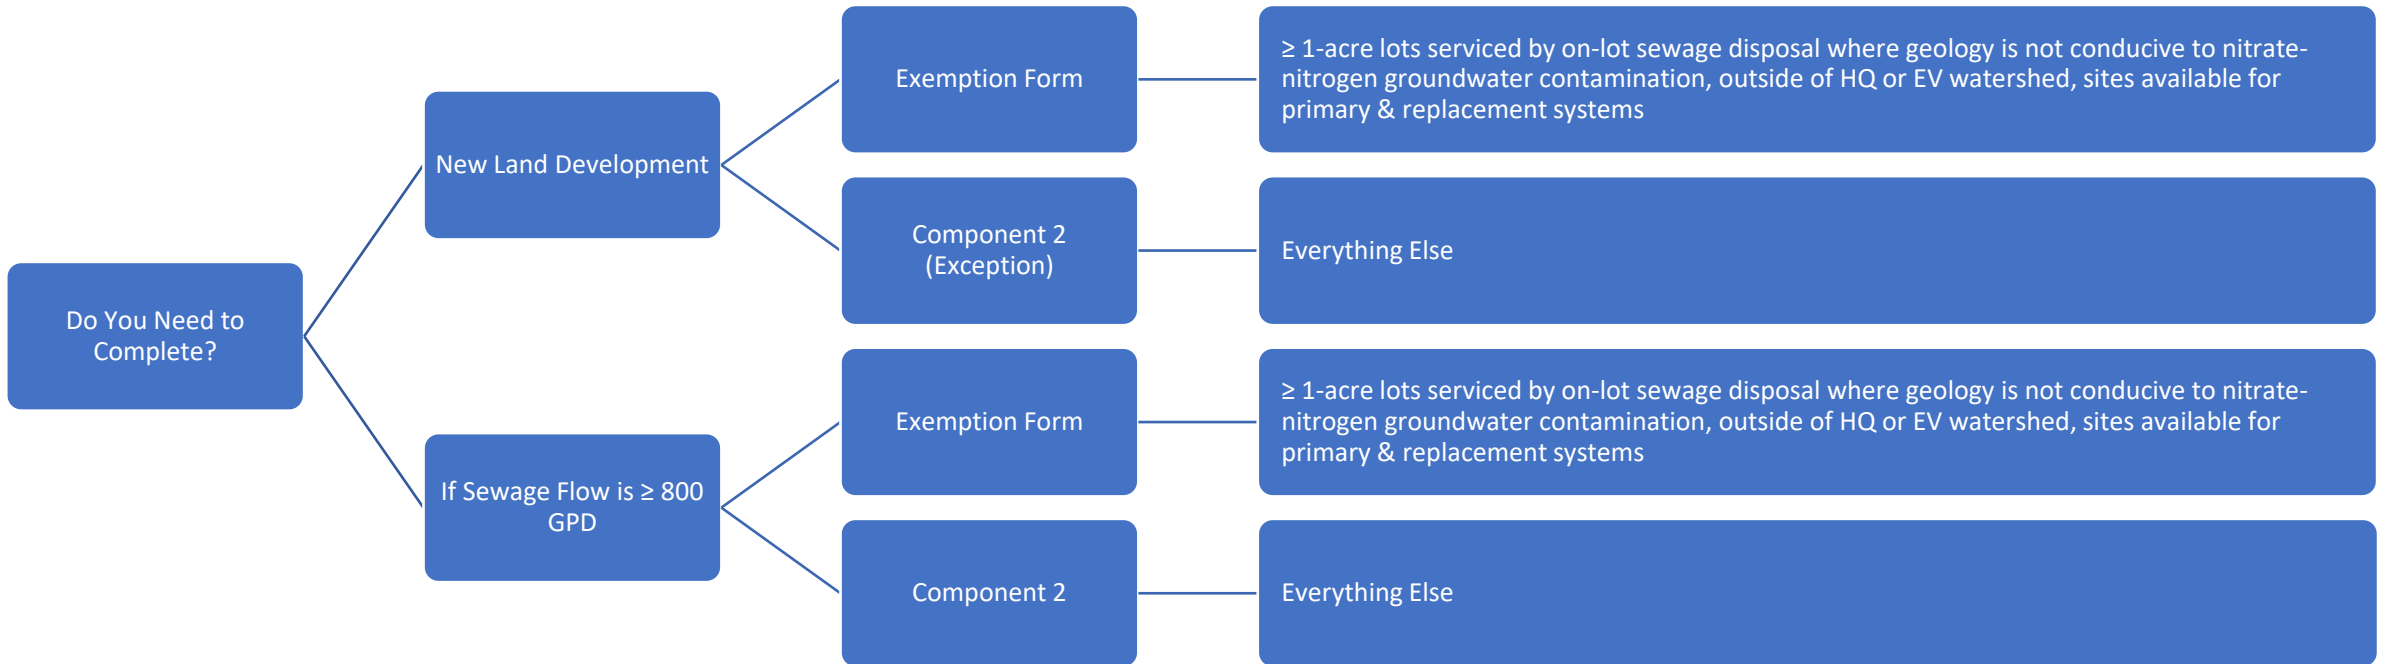 Do You Need to
Complete?
New Land Development
Exemption Form
≥ 1-acre lots serviced by on-lot sewage disposal where geology is not conducive to nitrate-
nitrogen groundwater contamination, outside of HQ or EV watershed, sites available for
primary & replacement systems
Component 2
(Exception)
Everything Else
If Sewage Flow is ≥ 800
GPD
Exemption Form
≥ 1-acre lots serviced by on-lot sewage disposal where geology is not conducive to nitrate-
nitrogen groundwater contamination, outside of HQ or EV watershed, sites available for
primary & replacement systems
Component 2
Everything Else